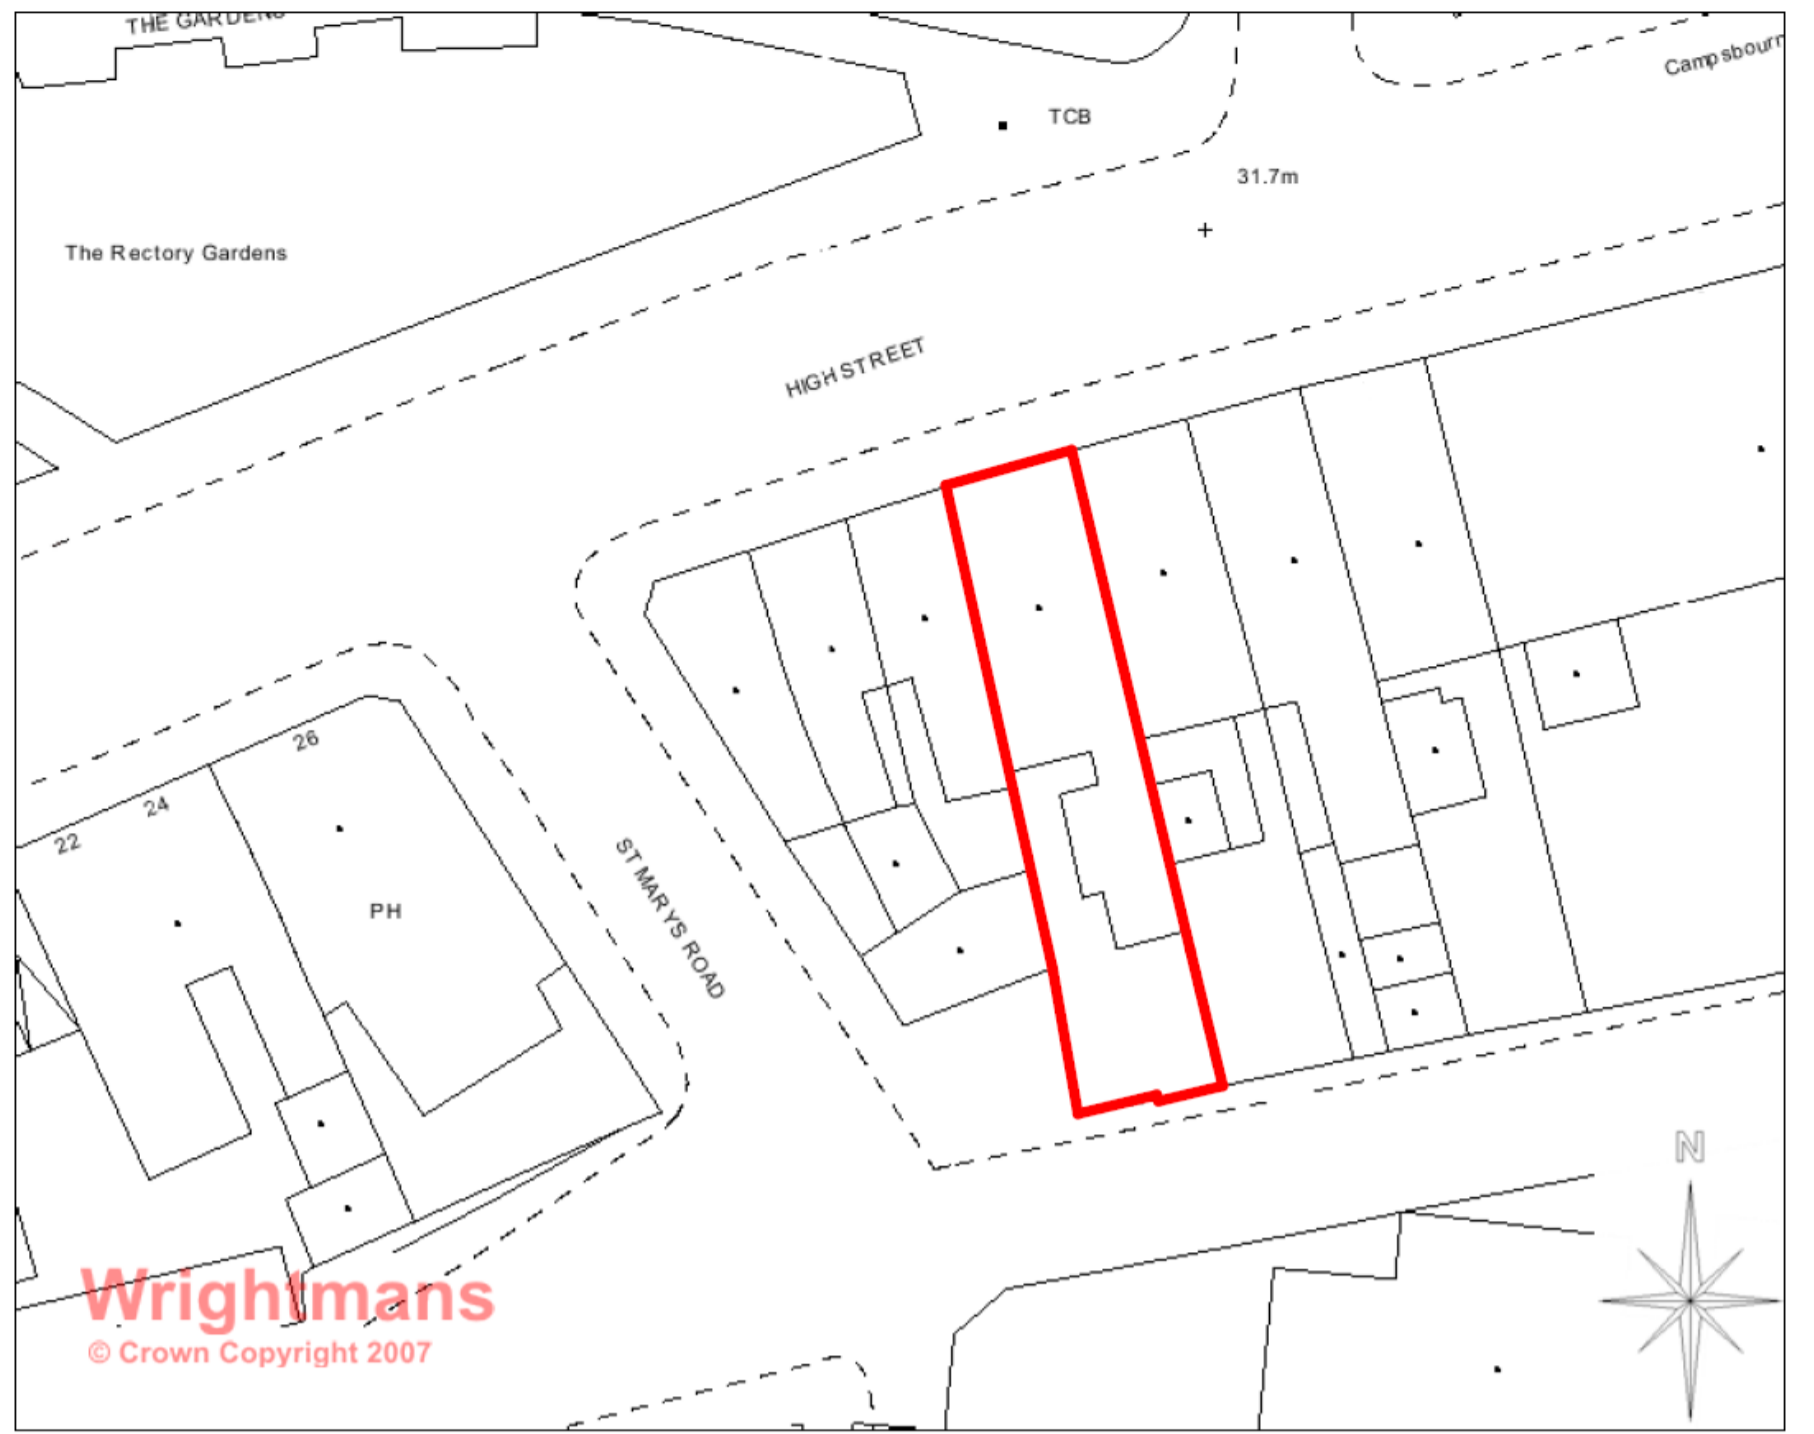 THE GARDENS
Campsbourn
TCB
31.7m
The Rectory Gardens
HIGH STREET
26
24
22
PH
ST MARYS ROAD
N
Wrightmans
© Crown Copyright 2007